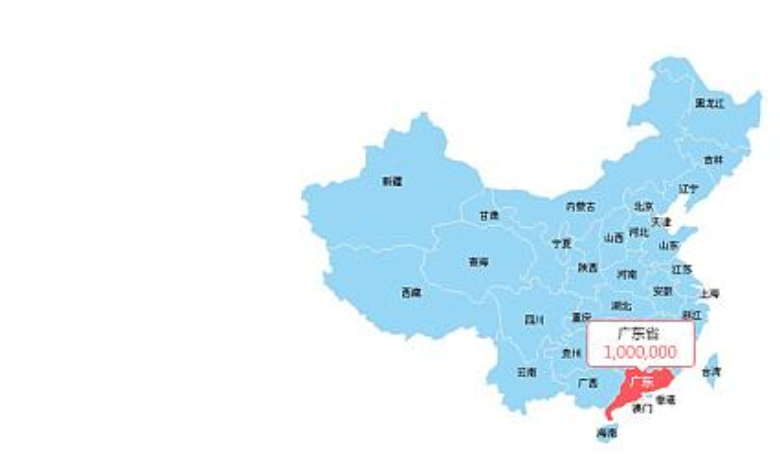 黑龙江
吉林
新疆
辽宁
内蒙古
北京
甘肃
天津
河北
山西
宁夏
山东
青海
陕西
江苏
河南
西藏
安徽
上海
湖北
浙江
四川
重庆
广东省
1,000,000
贵州
云南
台湾
广东
广西
香港
澳门
海南